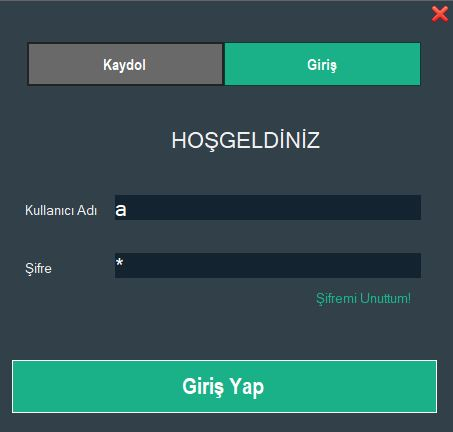 Kaydol
Giriş
HOŞGELDİNİZ
Kullanıcı Adı
a
Şifre
*
Şifremi Unuttum!
Giriş Yap